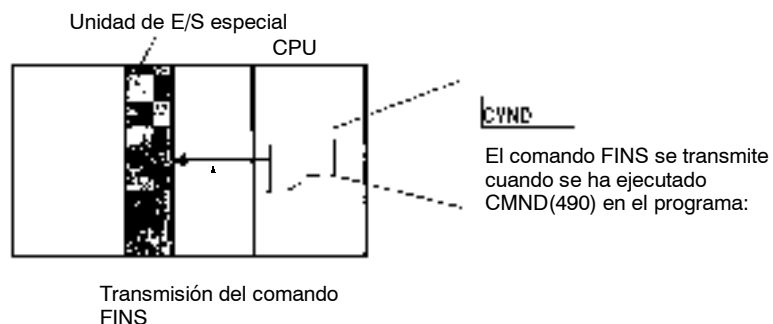 Unidad de E/S especial
CPU
CMND
El comando FINS se transmite
cuando se ha ejecutado
CMND(490) en el programa:
Transmisión del comando
FINS